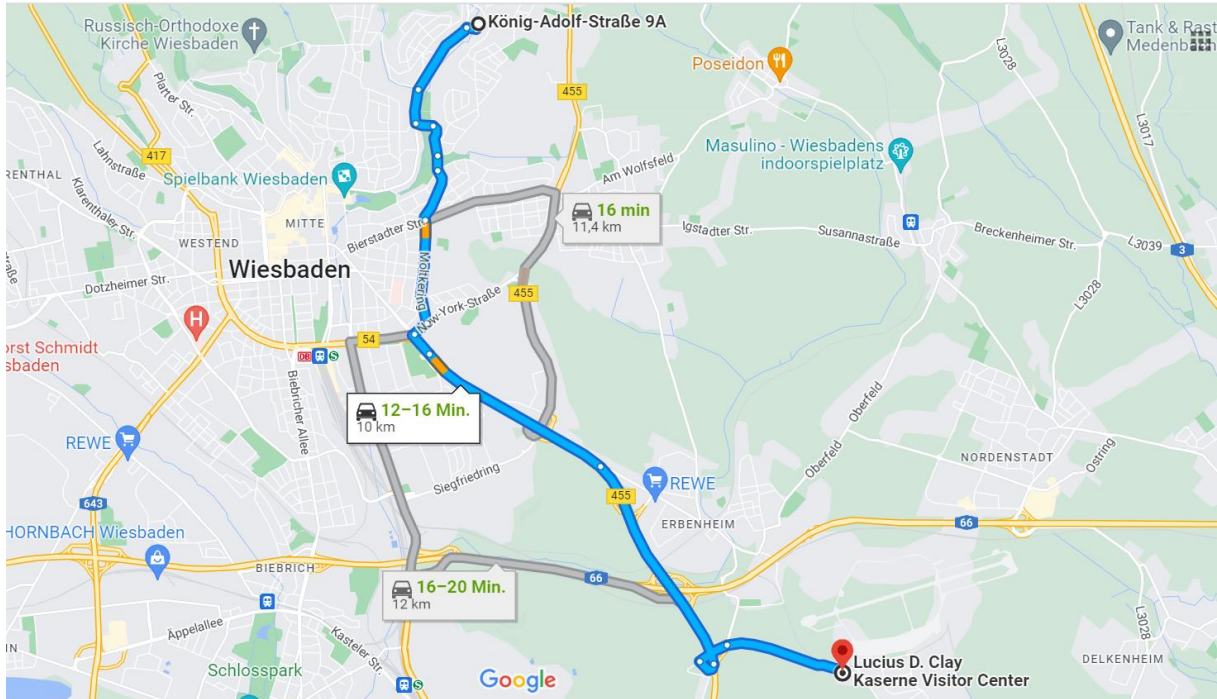 König-Adolf-Straße 9A
Russisch-Orthodoxe
Kirche Wiesbaden
Tank & Rast
Medenbach
L3028
Poseidon
455
Platter Str.
L3017
417
Lahnstraße
Masulino - Wiesbadens
indoorspielplatz
Am Wolfsfeld
RENTHAL
Spielbank Wiesbaden
Klarenthaler Str.
16 min
11,4 km
MITTE
Bierstadter Str.
Igstadter Str.
Susannastraße
Breckenheimer Str.
L3039
3
WESTEND
Wiesbaden
Moltkering
Dotzheimer Str.
455
New-York-Straße
L3028
H
54
orst Schmidt
sbaden
DB
S
Biebricher Allee
12–16 Min.
10 km
Oberfeld
REWE
Oberfeld
NORDENSTADT
Ostring
Siegfriedring
REWE
643
455
ERBENHEIM
66
HORNBACH Wiesbaden
BIEBRICH
66
16–20 Min.
12 km
Äppelallee
Kasteler Str.
L3028
IN
Schlosspark
S
Google
Lucius D. Clay
Kaserne Visitor Center
DELKENHEIM